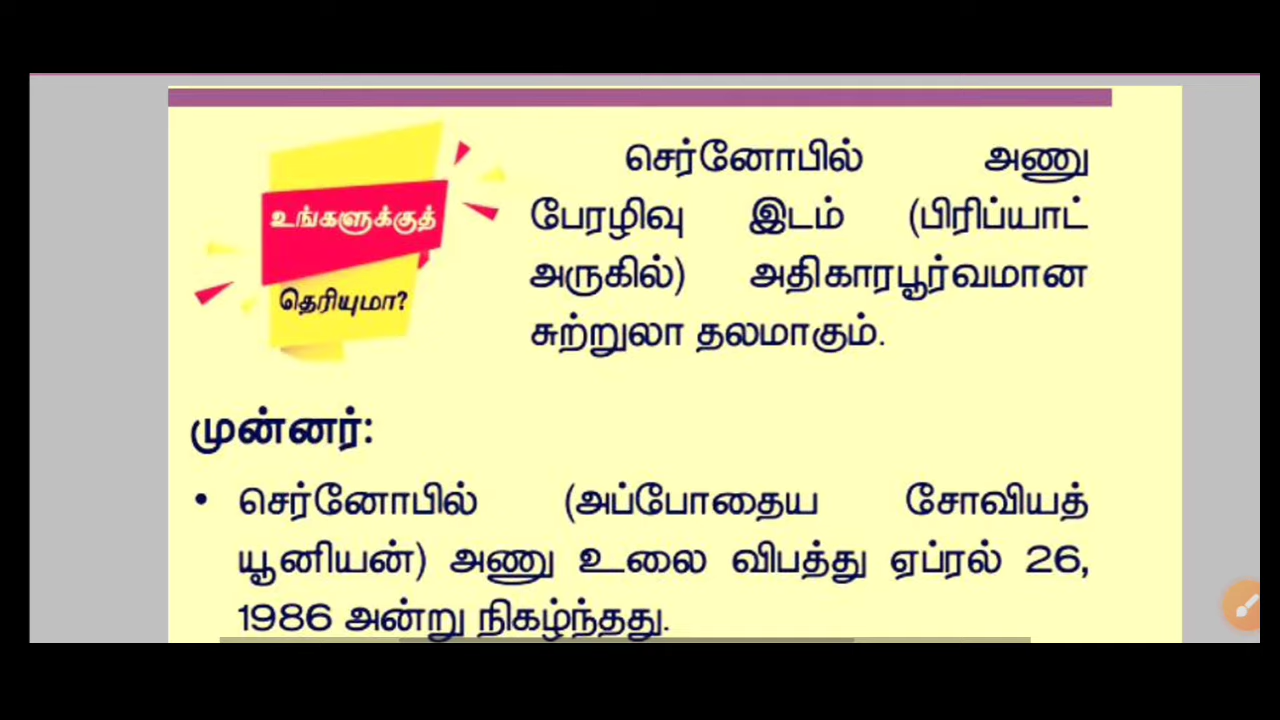 உங்களுக்குத்
தெரியுமா?
செர்னோபில் அணு
பேரழிவு இடம் (பிரிப்யாட்
அருகில்) அதிகாரபூர்வமான
சுற்றுலா தலமாகும்.
முன்னர்:
• செர்னோபில் (அப்போதைய சோவியத்
யூனியன்) அணு உலை விபத்து ஏப்ரல் 26,
1986 அன்று நிகழ்ந்தது.